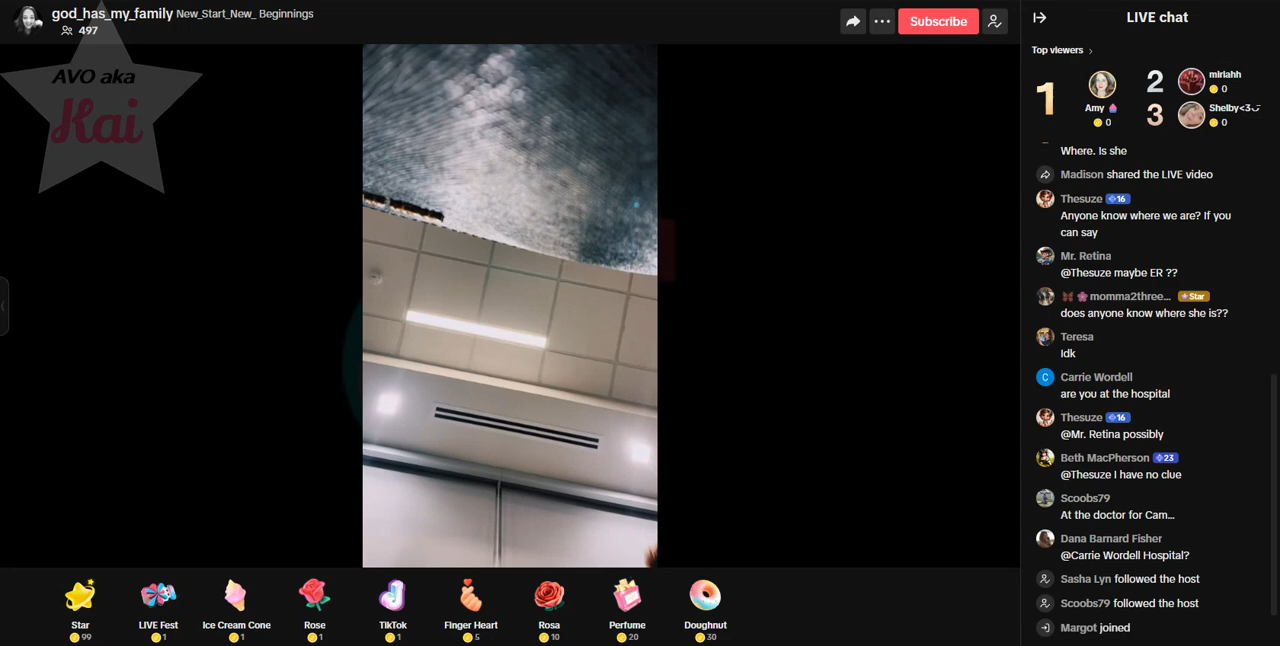 god_has_my_family New_Start_New_ Beginnings
497
Subscribe
AVO aka
Kai
Star
99
LIVE Fest
1
Ice Cream Cone
1
Rose
1
TikTok
1
Finger Heart
5
Rosa
10
Perfume
20
Doughnut
30
LIVE chat
Top viewers
1
Amy
0
2
miriahh
0
3
Shelby<3
0
Where. Is she
Madison shared the LIVE video
Thesuze 16
Anyone know where we are? If you
can say
Mr. Retina
@Thesuze maybe ER ??
momma2three... Star
does anyone know where she is??
Teresa
Idk
C Carrie Wordell
are you at the hospital
Thesuze 16
@Mr. Retina possibly
Beth MacPherson 23
@Thesuze I have no clue
Scoobs79
At the doctor for Cam...
Dana Barnard Fisher
@Carrie Wordell Hospital?
Sasha Lyn followed the host
Scoobs79 followed the host
Margot joined